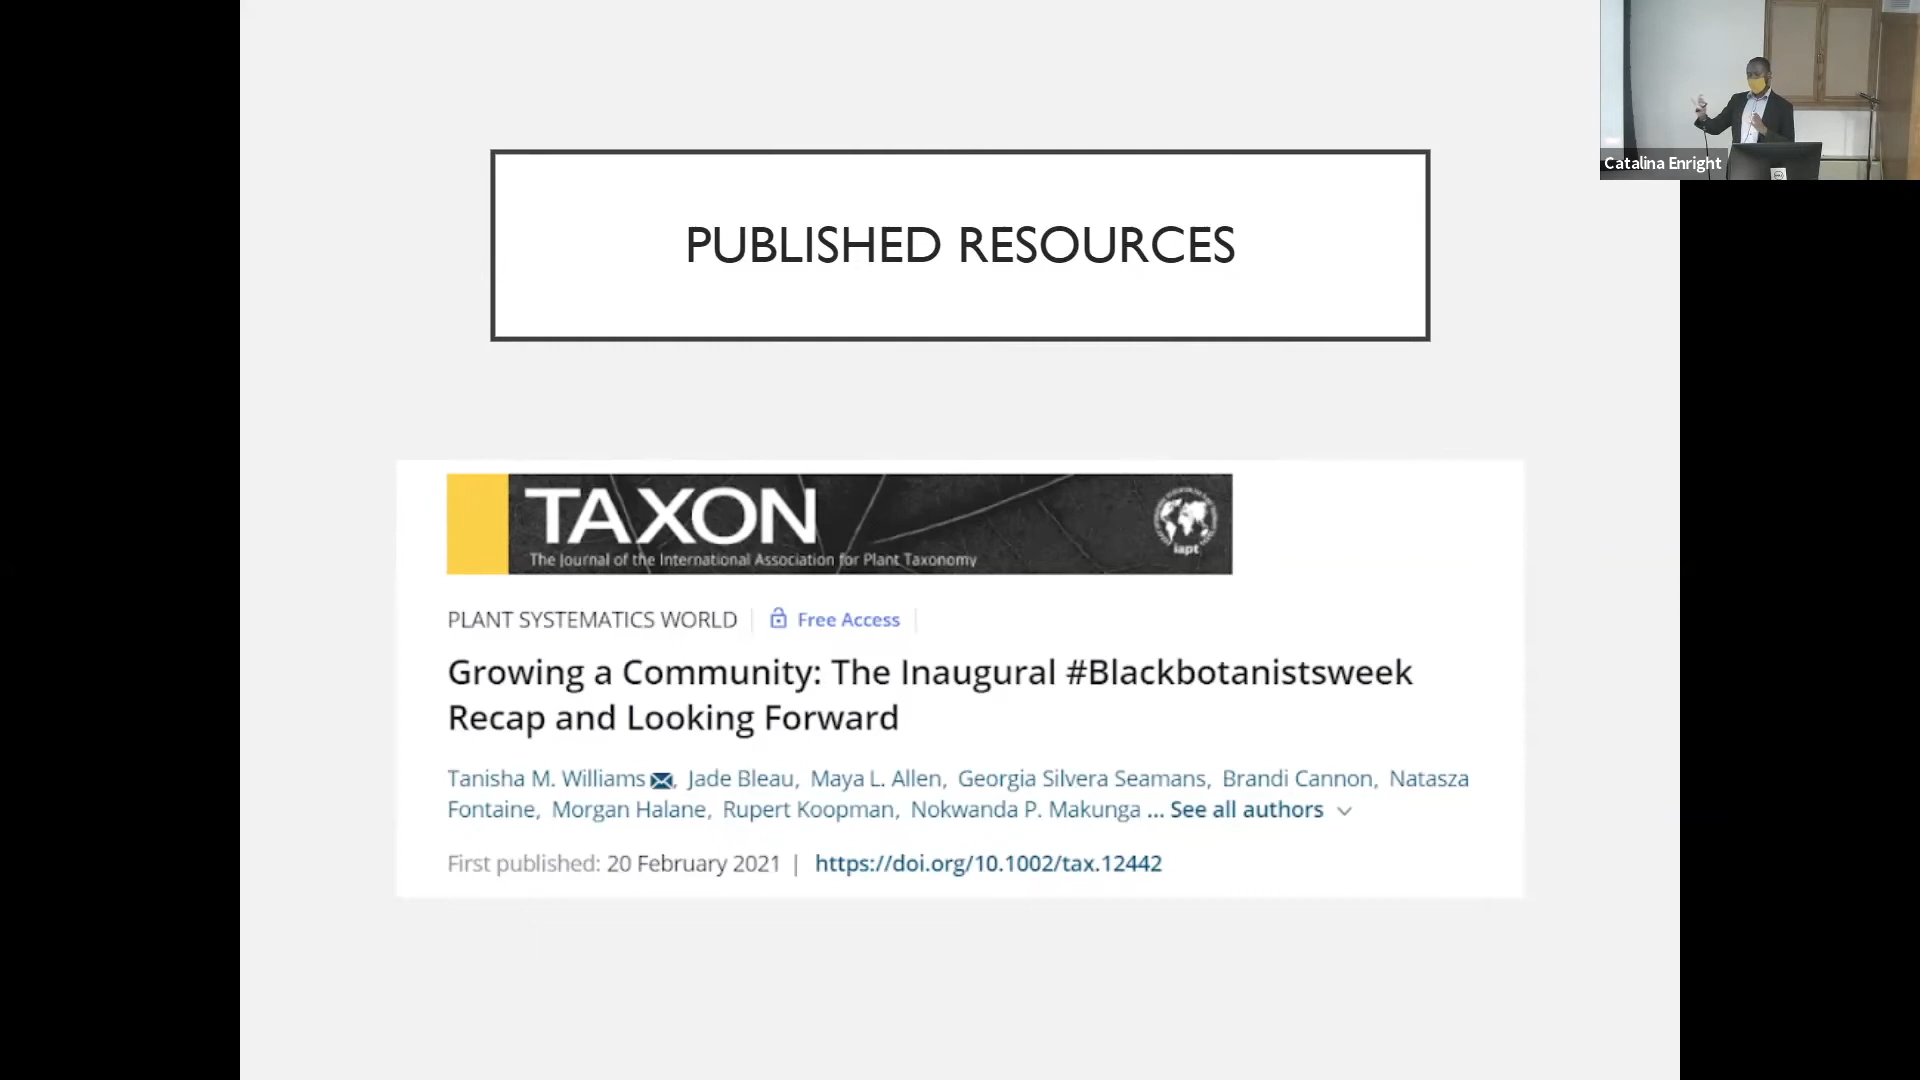 PUBLISHED RESOURCES
TAXON
The Journal of the International Association for Plant Taxonomy
iapt
PLANT SYSTEMATICS WORLD | Free Access |
Growing a Community: The Inaugural #Blackbotanistsweek
Recap and Looking Forward
Tanisha M. Williams, Jade Bleau, Maya L. Allen, Georgia Silvera Seamans, Brandi Cannon, Natasza
Fontaine, Morgan Halane, Rupert Koopman, Nokwanda P. Makunga ... See all authors
First published: 20 February 2021 | https://doi.org/10.1002/tax.12442
Catalina Enright